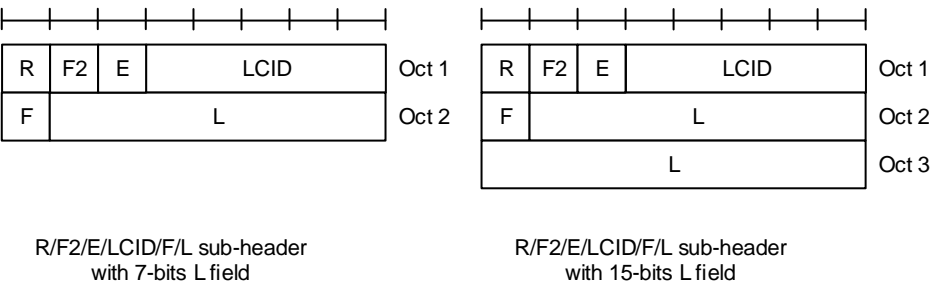 R F2 E LCID Oct 1
F L Oct 2
R/F2/E/LCID/F/L sub-header
with 7-bits L field
R F2 E LCID Oct 1
F L Oct 2
L Oct 3
R/F2/E/LCID/F/L sub-header
with 15-bits L field